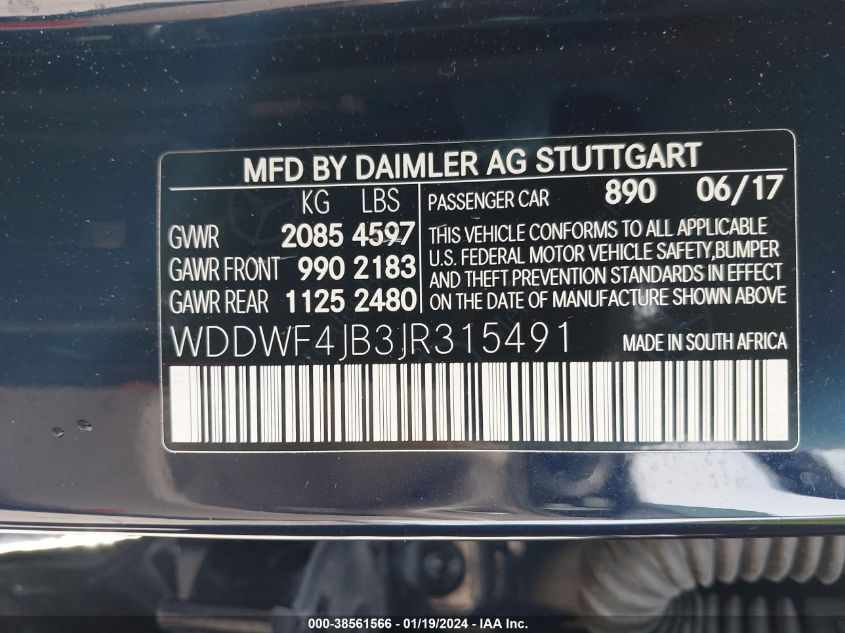 MFD BY DAIMLER AG STUTTGART
KG LBS
GVWR 2085 4597
GAWR FRONT 990 2183
GAWR REAR 1125 2480
PASSENGER CAR 890 06/17
THIS VEHICLE CONFORMS TO ALL APPLICABLE
U.S. FEDERAL MOTOR VEHICLE SAFETY,BUMPER
AND THEFT PREVENTION STANDARDS IN EFFECT
ON THE DATE OF MANUFACTURE SHOWN ABOVE
WDDWF4JB3JR315491 MADE IN SOUTH AFRICA
000-38561566 - 01/19/2024 - IAA Inc.